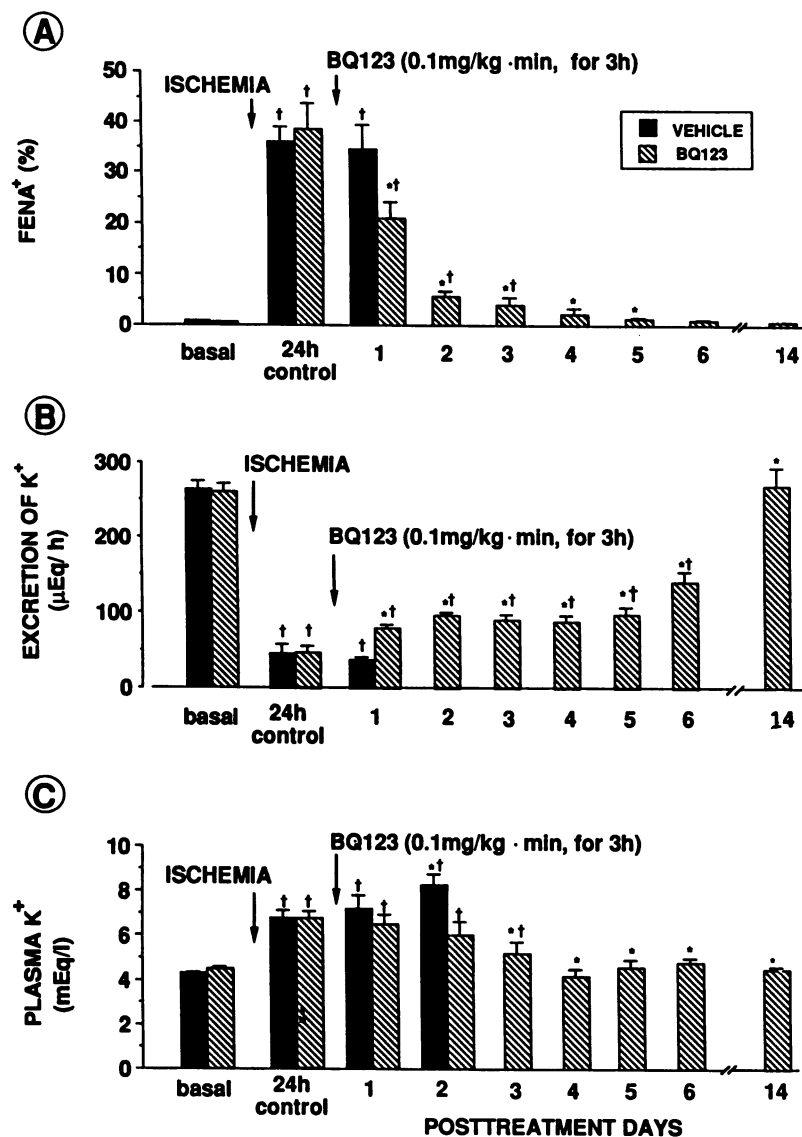 A
BQ123 (0.1mg/kg ·min, for 3h)
ISCHEMIA
50
40
30
20
10
0
FENA+ (%)
† † † *† *† *† * *
VEHICLE
BQ123
basal 24h control 1 2 3 4 5 6 14
B
300
200
100
0
EXCRETION OF K+
(µEq/ h)
ISCHEMIA
BQ123 (0.1mg/kg ·min, for 3h)
† † † *† *† *† *† *† *† *
basal 24h control 1 2 3 4 5 6 14
C
10
8
6
4
2
0
PLASMA K+
(mEq/l)
ISCHEMIA
BQ123 (0.1mg/kg · min, for 3h)
† † † † *† † *† * * * *
basal 24h control 1 2 3 4 5 6 14
POSTTREATMENT DAYS